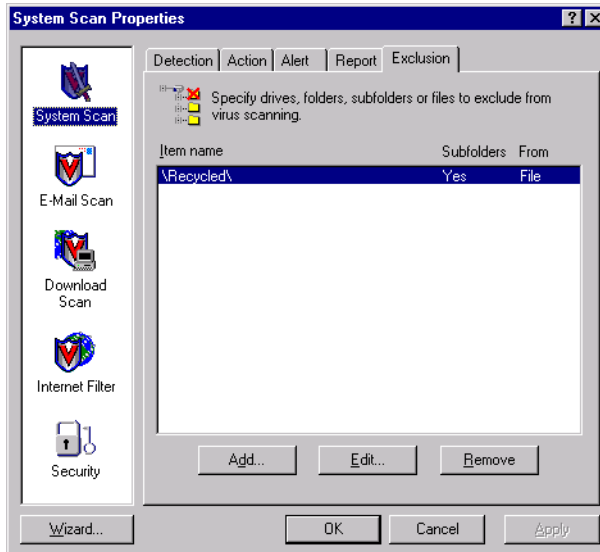 System Scan Properties
Detection Action Alert Report Exclusion
System Scan
Specify drives, folders, subfolders or files to exclude from
virus scanning.
Item name Subfolders From
\Recycled\ Yes File
E-Mail Scan
Download
Scan
Internet Filter
Security
Add... Edit... Remove
Wizard... OK Cancel Apply